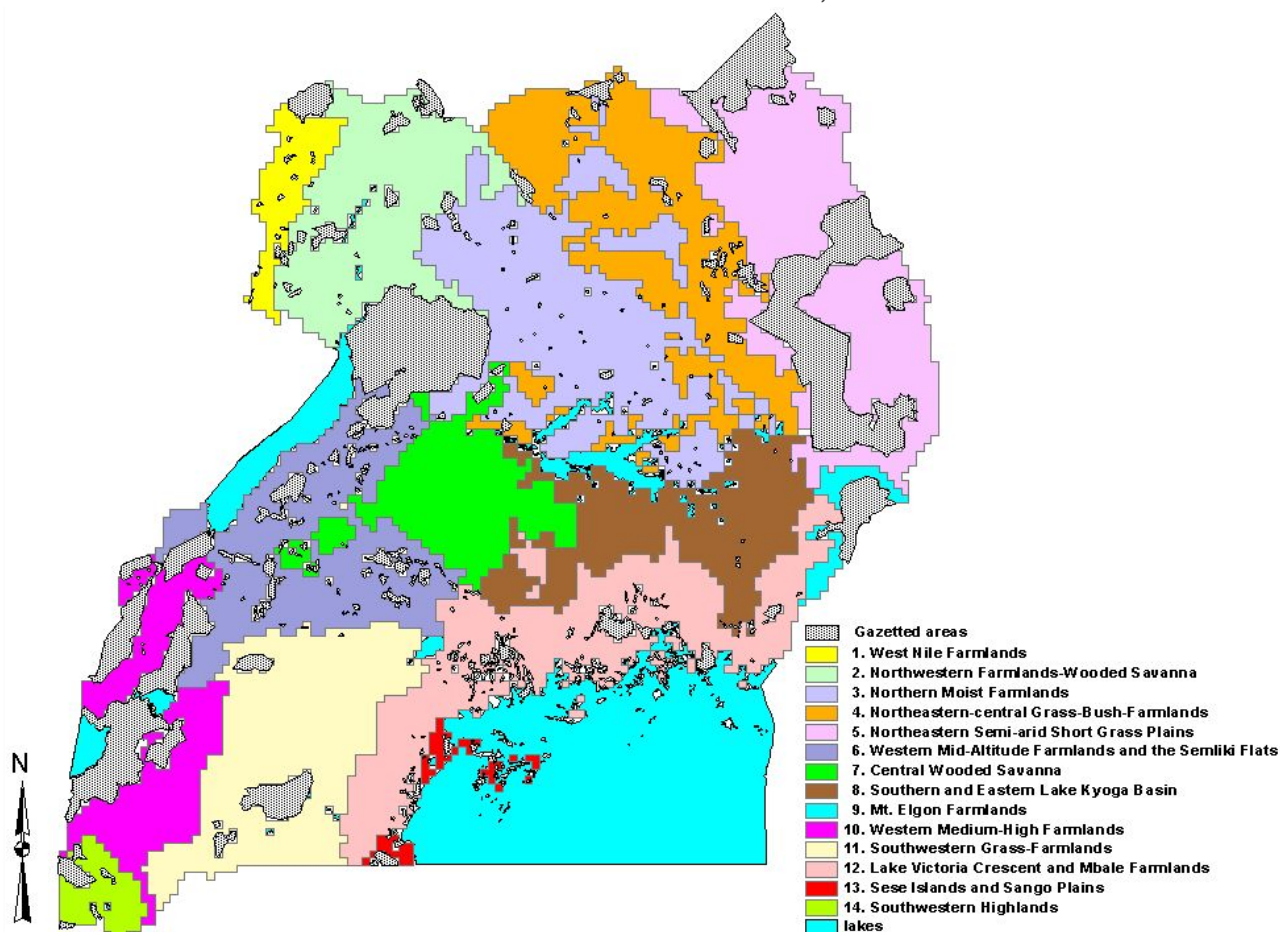 N
Gazetted areas
1. West Nile Farmlands
2. Northwestern Farmlands-Wooded Savanna
3. Northern Moist Farmlands
4. Northeastern-central Grass-Bush-Farmlands
5. Northeastern Semi-arid Short Grass Plains
6. Western Mid-Altitude Farmlands and the Semliki Flats
7. Central Wooded Savanna
8. Southern and Eastern Lake Kyoga Basin
9. Mt. Elgon Farmlands
10. Western Medium-High Farmlands
11. Southwestern Grass-Farmlands
12. Lake Victoria Crescent and Mbale Farmlands
13. Sese Islands and Sango Plains
14. Southwestern Highlands
lakes